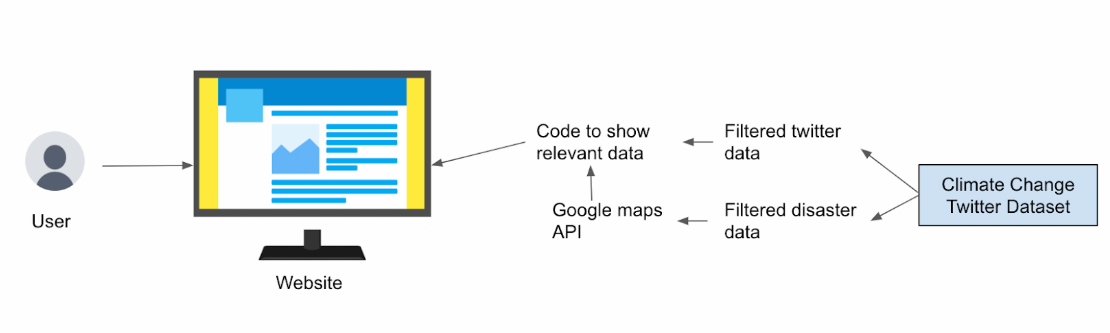 User
Website
Code to show
relevant data
Google maps
API
Filtered twitter
data
Filtered disaster
data
Climate Change
Twitter Dataset